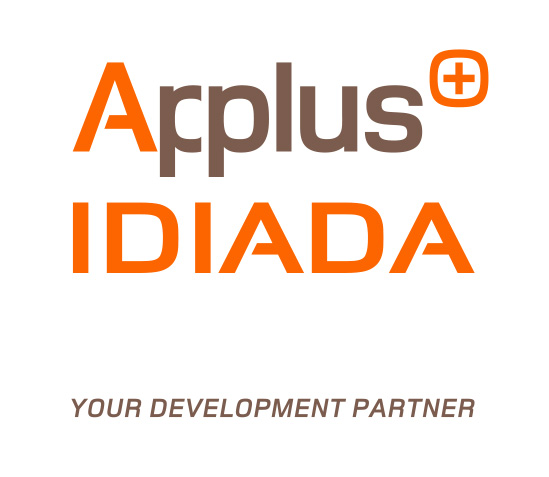 Applus+
IDIADA
YOUR DEVELOPMENT PARTNER